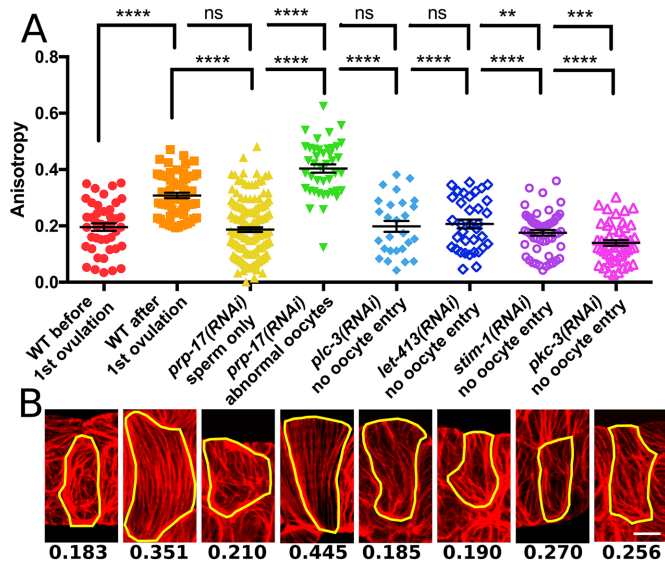 A
**** ns **** ns ns ** ***
**** **** **** **** **** ****
Anisotropy
0.8
0.6
0.4
0.2
0.0
WT before
1st ovulation
WT after
1st ovulation
prp-17(RNAi)
sperm only
prp-17(RNAi)
abnormal oocytes
plc-3(RNAi)
no oocyte entry
let-413(RNAi)
no oocyte entry
stim-1(RNAi)
no oocyte entry
pkc-3(RNAi)
no oocyte entry
B
0.183 0.351 0.210 0.445 0.185 0.190 0.270 0.256